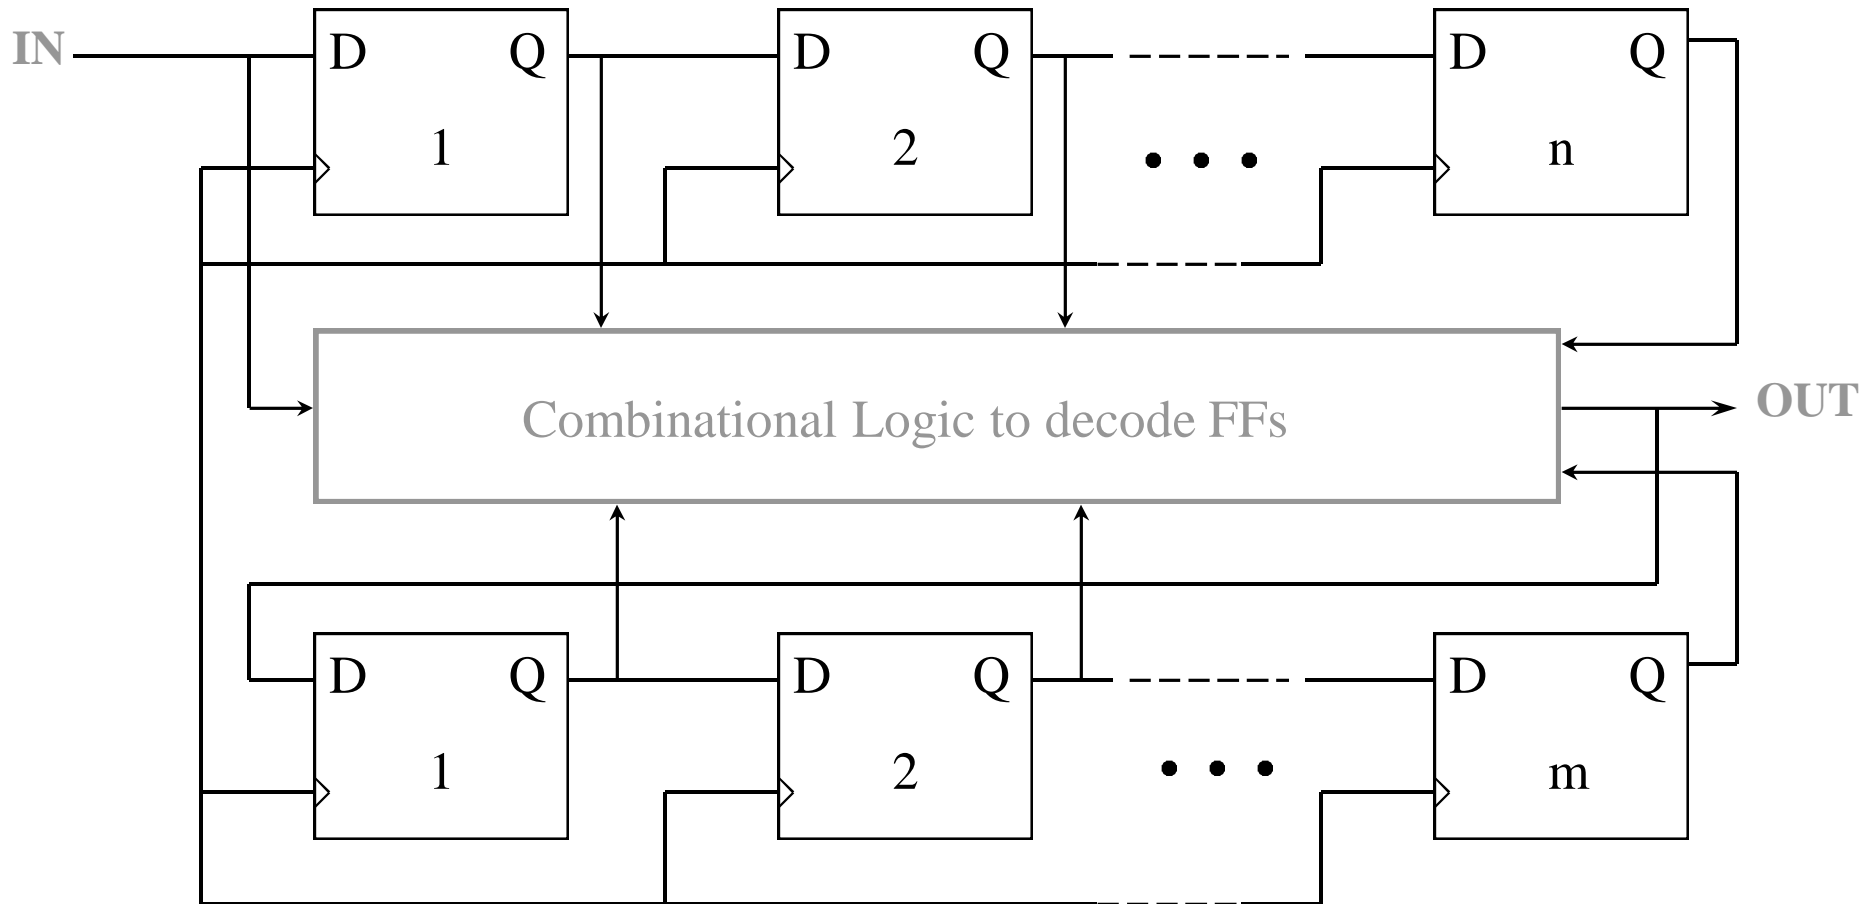 IN
D Q D Q D Q
1 2 n
Combinational Logic to decode FFs
OUT
D Q D Q D Q
1 2 m